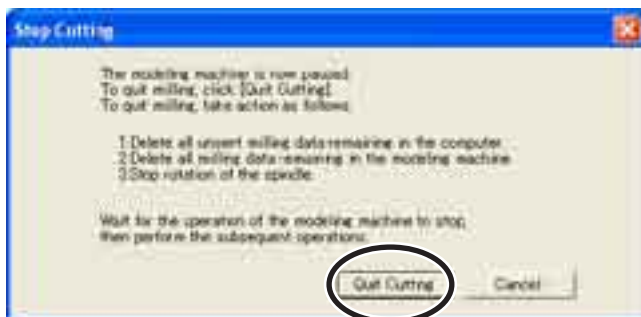 Stop Cutting
The modeling machine is now paused.
To quit milling, click [Quit Cutting].
To quit milling, take action as follows.
1.Delete all unsent milling data remaining in the computer.
2.Delete all milling data remaining in the modeling machine.
3.Stop rotation of the spindle.
Wait for the operation of the modeling machine to stop,
then perform the subsequent operations.
Quit Cutting
Cancel